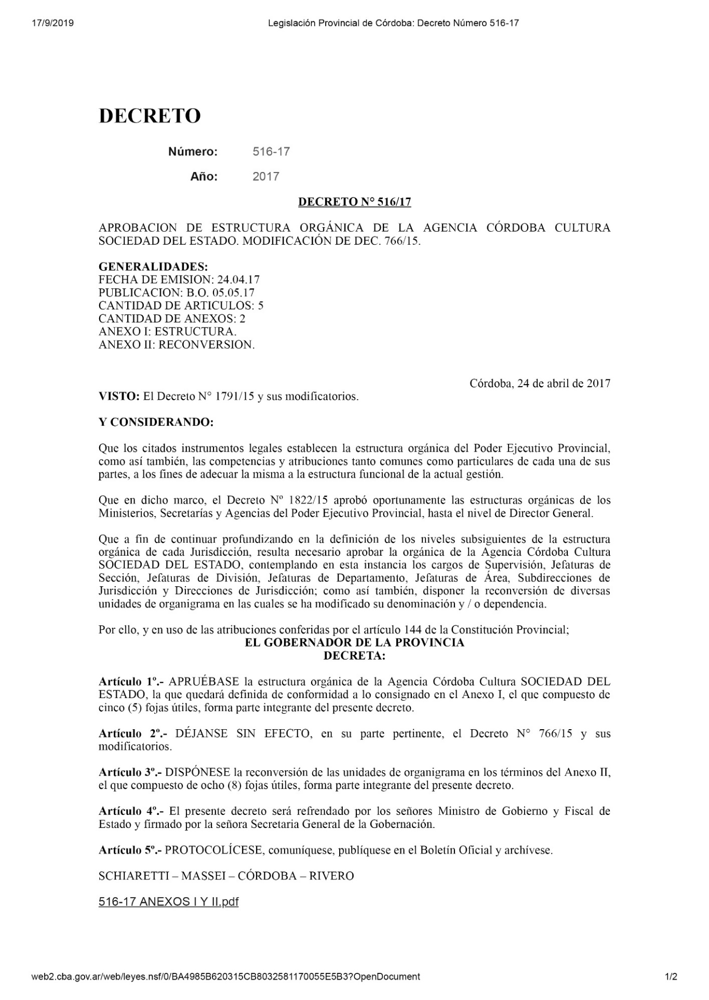 17/9/2019
Legislación Provincial de Córdoba: Decreto Número 516-17
DECRETO
Número: 516-17
Año: 2017
DECRETO N° 516/17
APROBACION DE ESTRUCTURA ORGÁNICA DE LA AGENCIA CÓRDOBA CULTURA
SOCIEDAD DEL ESTADO. MODIFICACIÓN DE DEC. 766/15.
GENERALIDADES:
FECHA DE EMISION: 24.04.17
PUBLICACION: B.O. 05.05.17
CANTIDAD DE ARTICULOS: 5
CANTIDAD DE ANEXOS: 2
ANEXO I: ESTRUCTURA.
ANEXO II: RECONVERSION.
Córdoba, 24 de abril de 2017
VISTO: El Decreto N° 1791/15 y sus modificatorios.
Y CONSIDERANDO:
Que los citados instrumentos legales establecen la estructura orgánica del Poder Ejecutivo Provincial,
como así también, las competencias y atribuciones tanto comunes como particulares de cada una de sus
partes, a los fines de adecuar la misma a la estructura funcional de la actual gestión.
Que en dicho marco, el Decreto Nº 1822/15 aprobó oportunamente las estructuras orgánicas de los
Ministerios, Secretarías y Agencias del Poder Ejecutivo Provincial, hasta el nivel de Director General.
Que a fin de continuar profundizando en la definición de los niveles subsiguientes de la estructura
orgánica de cada Jurisdicción, resulta necesario aprobar la orgánica de la Agencia Córdoba Cultura
SOCIEDAD DEL ESTADO, contemplando en esta instancia los cargos de Supervisión, Jefaturas de
Sección, Jefaturas de División, Jefaturas de Departamento, Jefaturas de Área, Subdirecciones de
Jurisdicción y Direcciones de Jurisdicción; como así también, disponer la reconversión de diversas
unidades de organigrama en las cuales se ha modificado su denominación y / o dependencia.
Por ello, y en uso de las atribuciones conferidas por el artículo 144 de la Constitución Provincial;
EL GOBERNADOR DE LA PROVINCIA
DECRETA:
Artículo 1º.- APRUÉBASE la estructura orgánica de la Agencia Córdoba Cultura SOCIEDAD DEL
ESTADO, la que quedará definida de conformidad a lo consignado en el Anexo I, el que compuesto de
cinco (5) fojas útiles, forma parte integrante del presente decreto.
Artículo 2º.- DÉJANSE SIN EFECTO, en su parte pertinente, el Decreto N° 766/15 y sus
modificatorios.
Artículo 3º.- DISPÓNESE la reconversión de las unidades de organigrama en los términos del Anexo II,
el que compuesto de ocho (8) fojas útiles, forma parte integrante del presente decreto.
Artículo 4º.- El presente decreto será refrendado por los señores Ministro de Gobierno y Fiscal de
Estado y firmado por la señora Secretaria General de la Gobernación.
Artículo 5º.- PROTOCOLÍCESE, comuníquese, publíquese en el Boletín Oficial y archívese.
SCHIARETTI – MASSEI – CÓRDOBA – RIVERO
516-17 ANEXOS I Y II.pdf
web2.cba.gov.ar/web/leyes.nsf/0/BA4985B620315CB8032581170055E5B3?OpenDocument
1/2